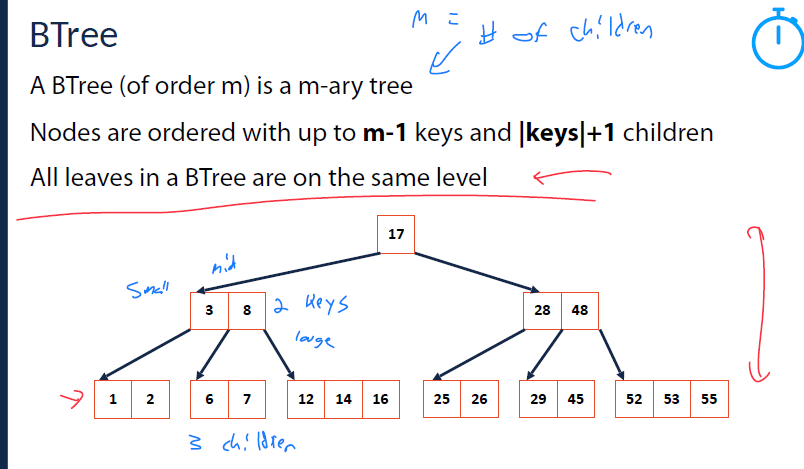 m =
# of children
BTree
A BTree (of order m) is a m-ary tree
Nodes are ordered with up to m-1 keys and |keys|+1 children
All leaves in a BTree are on the same level
17
mid
small
3 8
2 keys
28 48
large
1 2
6 7
12 14 16
25 26
29 45
52 53 55
3 children